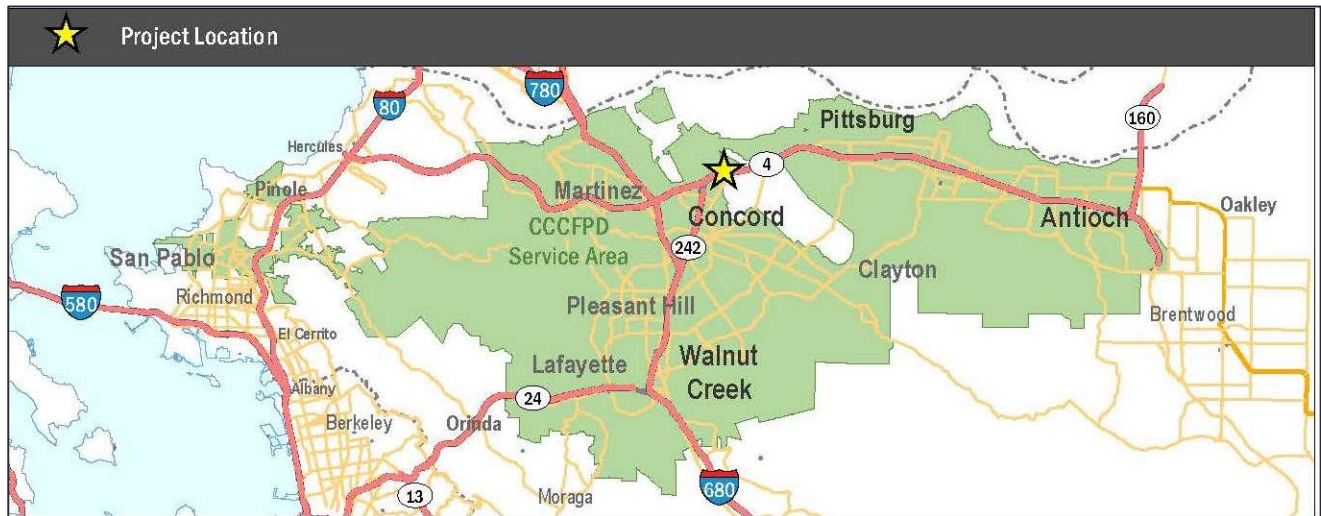 Project Location
780
80
160
Pittsburg
Hercules
4
Pinole
Martinez
Oakley
Concord
Antioch
CCCFPD
Service Area
242
San Pablo
Clayton
Richmond
580
Pleasant Hill
Brentwood
El Cerrito
Lafayette
Walnut
Creek
Albany
24
Berkeley
Orinda
680
13
Moraga